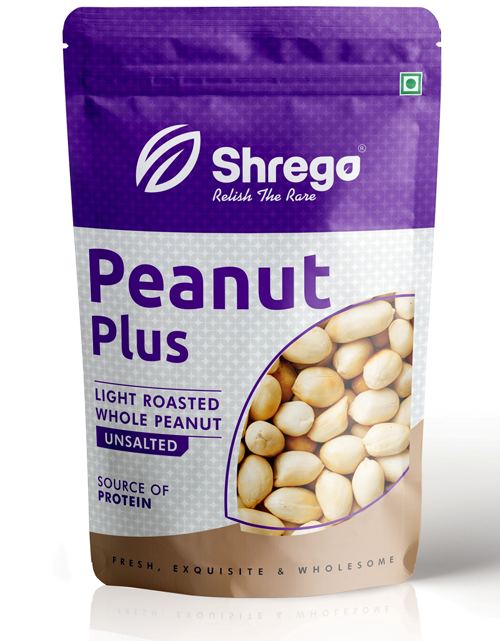 Shrego®
Relish The Rare
Peanut
Plus
LIGHT ROASTED
WHOLE PEANUT
UNSALTED
SOURCE OF
PROTEIN
FRESH, EXQUISITE & WHOLESOME